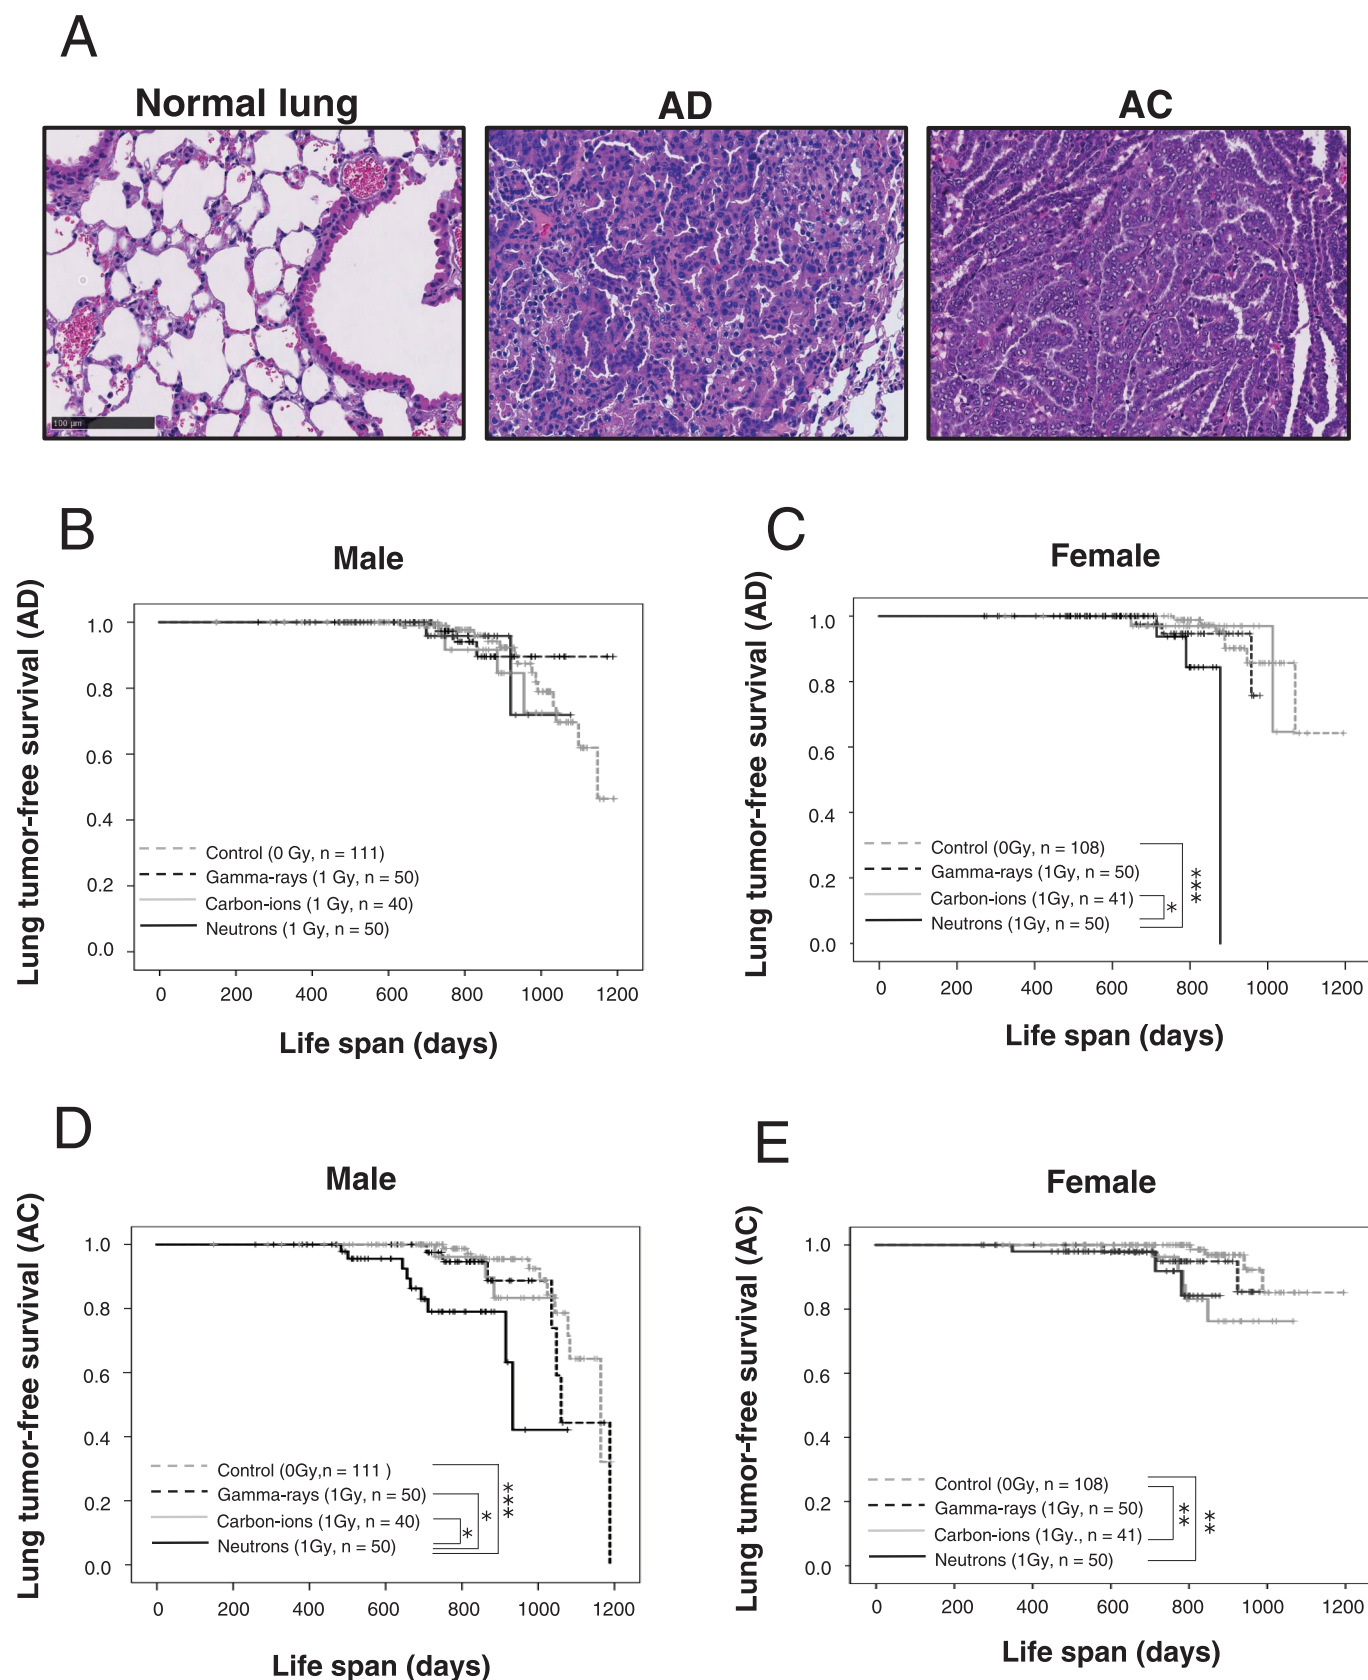 A
Normal lung
AD
AC
100 µm
B
Male
Lung tumor-free survival (AD)
1.0
0.8
0.6
0.4
0.2
0.0
Control (0 Gy, n = 111)
Gamma-rays (1 Gy, n = 50)
Carbon-ions (1 Gy, n = 40)
Neutrons (1 Gy, n = 50)
0 200 400 600 800 1000 1200
Life span (days)
C
Female
Lung tumor-free survival (AD)
1.0
0.8
0.6
0.4
0.2
0.0
Control (0Gy, n = 108)
Gamma-rays (1Gy, n = 50)
Carbon-ions (1Gy, n = 41)
Neutrons (1Gy, n = 50)
*
***
0 200 400 600 800 1000 1200
Life span (days)
D
Male
Lung tumor-free survival (AC)
1.0
0.8
0.6
0.4
0.2
0.0
Control (0Gy,n = 111 )
Gamma-rays (1Gy, n = 50)
Carbon-ions (1Gy, n = 40)
Neutrons (1Gy, n = 50)
*
*
***
0 200 400 600 800 1000 1200
Life span (days)
E
Female
Lung tumor-free survival (AC)
1.0
0.8
0.6
0.4
0.2
0.0
Control (0Gy, n = 108)
Gamma-rays (1Gy, n = 50)
Carbon-ions (1Gy., n = 41)
Neutrons (1Gy, n = 50)
**
**
0 200 400 600 800 1000 1200
Life span (days)